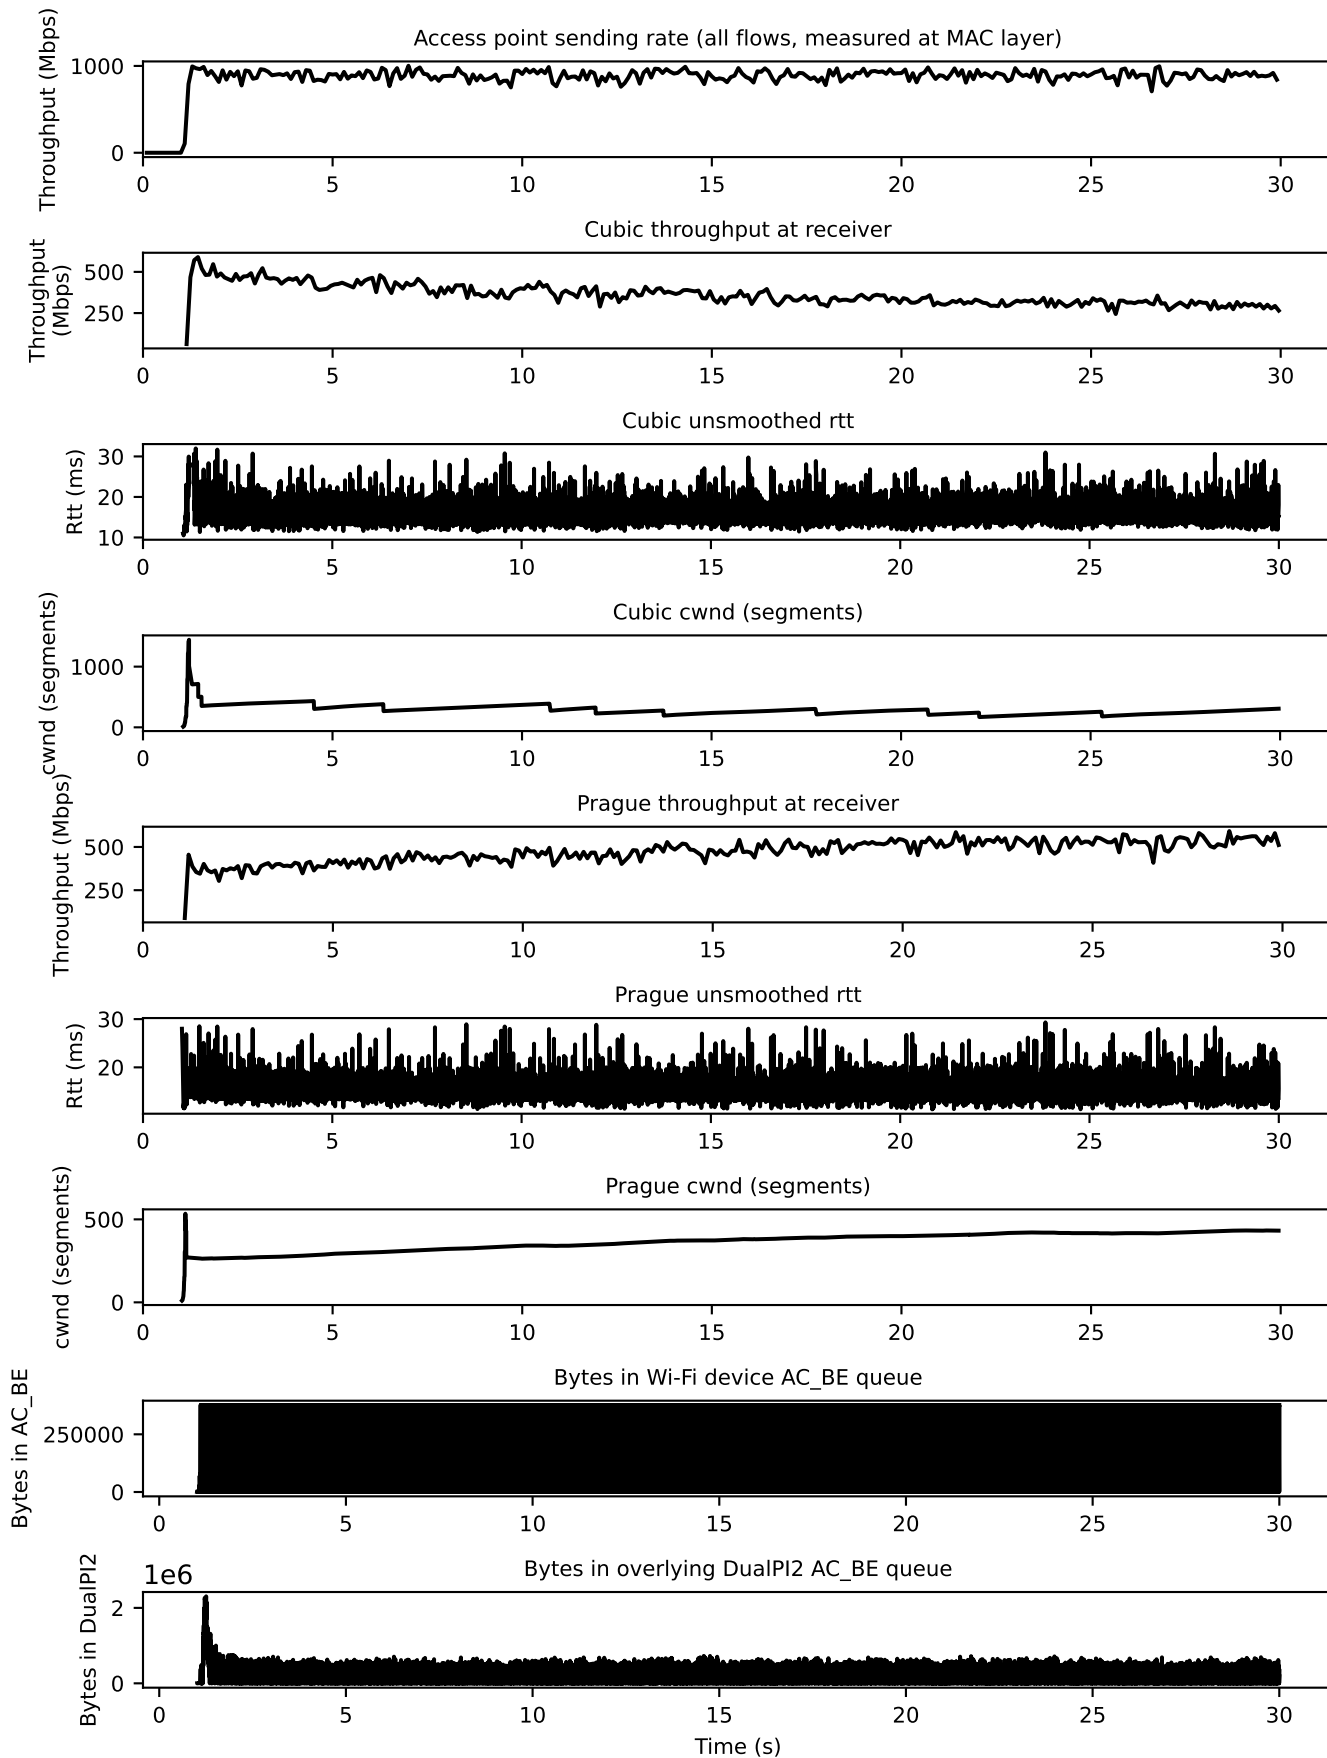 Access point sending rate (all flows, measured at MAC layer)
Throughput (Mbps)
1000
0
0 5 10 15 20 25 30
Cubic throughput at receiver
Throughput
(Mbps)
500
250
0 5 10 15 20 25 30
Cubic unsmoothed rtt
Rtt (ms)
30
20
10
0 5 10 15 20 25 30
Cubic cwnd (segments)
cwnd (segments)
1000
0
0 5 10 15 20 25 30
Prague throughput at receiver
Throughput (Mbps)
500
250
0 5 10 15 20 25 30
Prague unsmoothed rtt
Rtt (ms)
30
20
0 5 10 15 20 25 30
Prague cwnd (segments)
cwnd (segments)
500
0
0 5 10 15 20 25 30
Bytes in Wi-Fi device AC_BE queue
Bytes in AC_BE
250000
0
0 5 10 15 20 25 30
Bytes in overlying DualPI2 AC_BE queue
1e6
Bytes in DualPI2
2
0
0 5 10 15 20 25 30
Time (s)